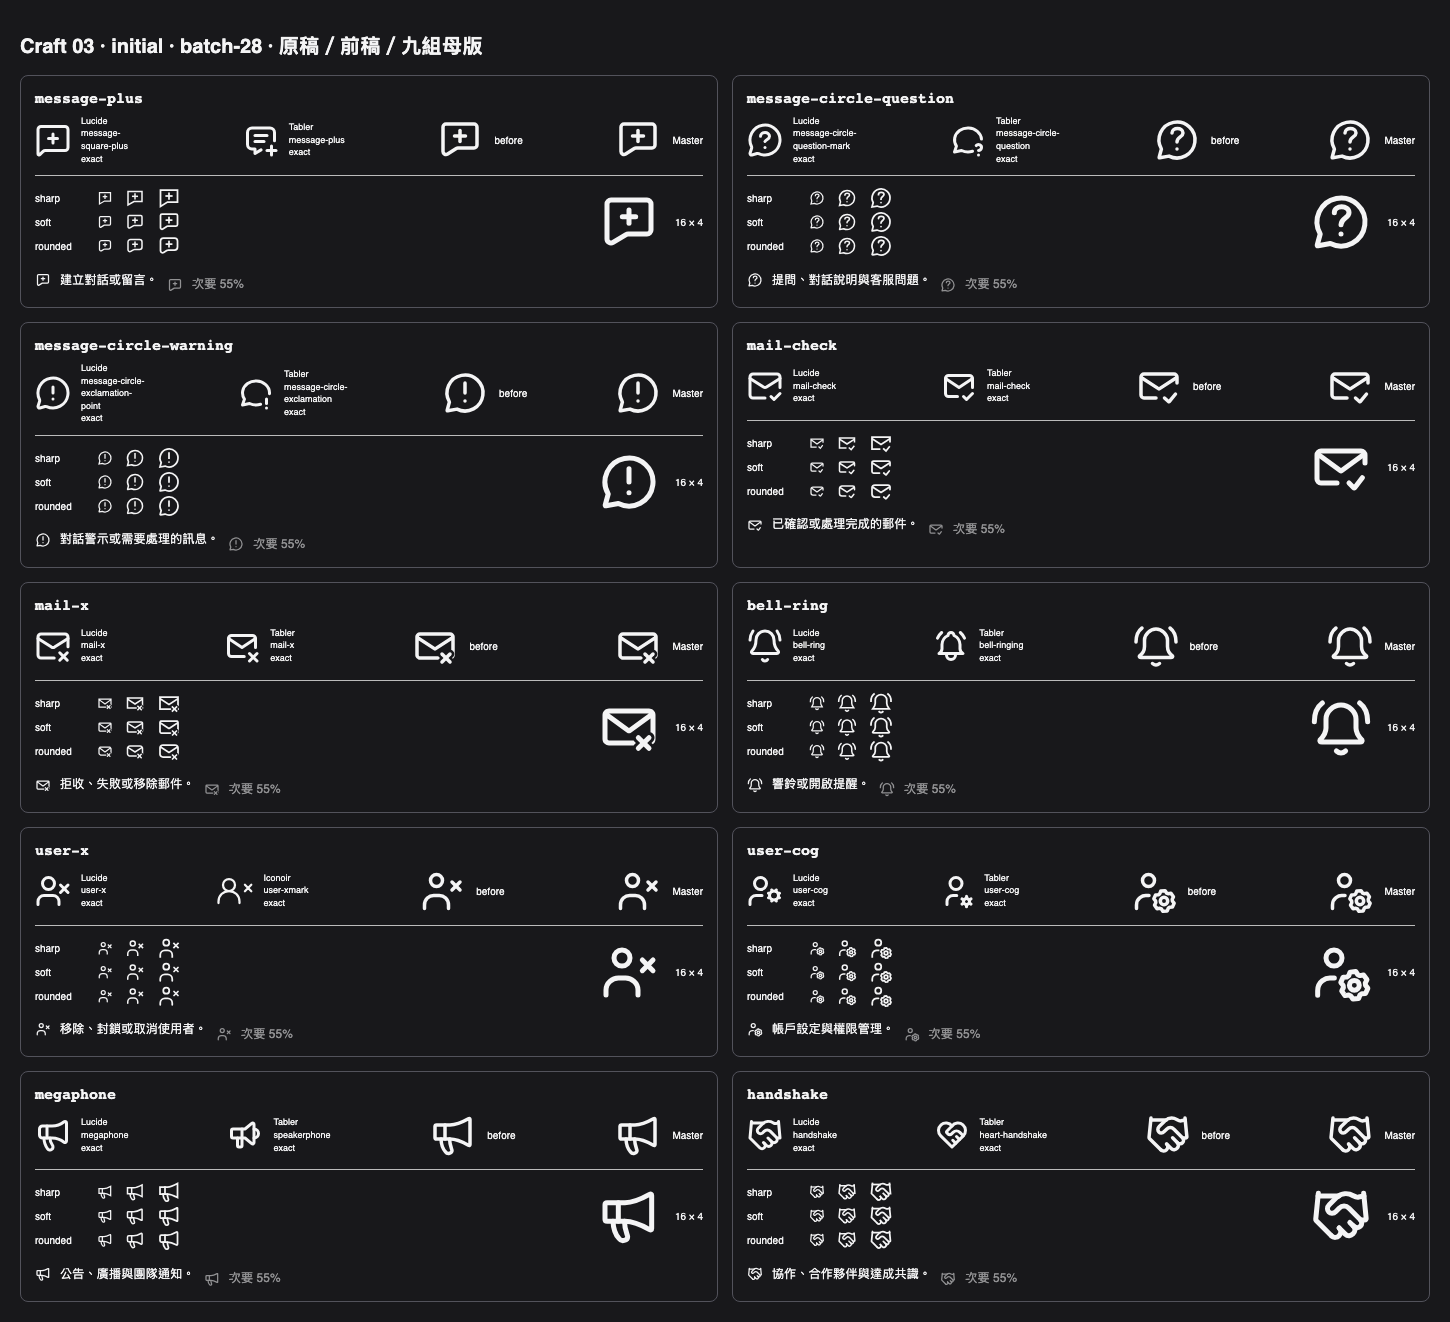 Craft 03 · initial · batch-28 · 原稿 / 前稿 / 九組母版
message-plus
Lucide
message-
square-plus
exact
Tabler
message-plus
exact
before
Master
sharp
soft
rounded
16 × 4
建立對話或留言。 次要 55%
message-circle-question
Lucide
message-circle-
question-mark
exact
Tabler
message-circle-
question
exact
before
Master
sharp
soft
rounded
16 × 4
提問、對話說明與客服問題。 次要 55%
message-circle-warning
Lucide
message-circle-
exclamation-
point
exact
Tabler
message-circle-
exclamation
exact
before
Master
sharp
soft
rounded
16 × 4
對話警示或需要處理的訊息。 次要 55%
mail-check
Lucide
mail-check
exact
Tabler
mail-check
exact
before
Master
sharp
soft
rounded
16 × 4
已確認或處理完成的郵件。 次要 55%
mail-x
Lucide
mail-x
exact
Tabler
mail-x
exact
before
Master
sharp
soft
rounded
16 × 4
拒收、失敗或移除郵件。 次要 55%
bell-ring
Lucide
bell-ring
exact
Tabler
bell-ringing
exact
before
Master
sharp
soft
rounded
16 × 4
響鈴或開啟提醒。 次要 55%
user-x
Lucide
user-x
exact
Iconoir
user-xmark
exact
before
Master
sharp
soft
rounded
16 × 4
移除、封鎖或取消使用者。 次要 55%
user-cog
Lucide
user-cog
exact
Tabler
user-cog
exact
before
Master
sharp
soft
rounded
16 × 4
帳戶設定與權限管理。 次要 55%
megaphone
Lucide
megaphone
exact
Tabler
speakerphone
exact
before
Master
sharp
soft
rounded
16 × 4
公告、廣播與團隊通知。 次要 55%
handshake
Lucide
handshake
exact
Tabler
heart-handshake
exact
before
Master
sharp
soft
rounded
16 × 4
協作、合作夥伴與達成共識。 次要 55%